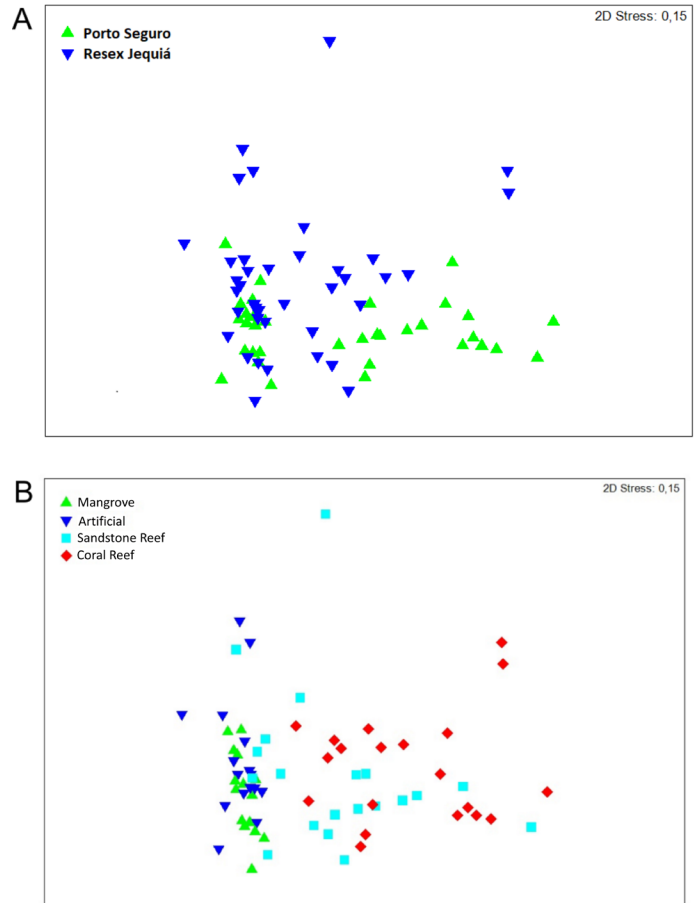 A
2D Stress: 0,15
Porto Seguro
Resex Jequiá
B
2D Stress: 0,15
Mangrove
Artificial
Sandstone Reef
Coral Reef